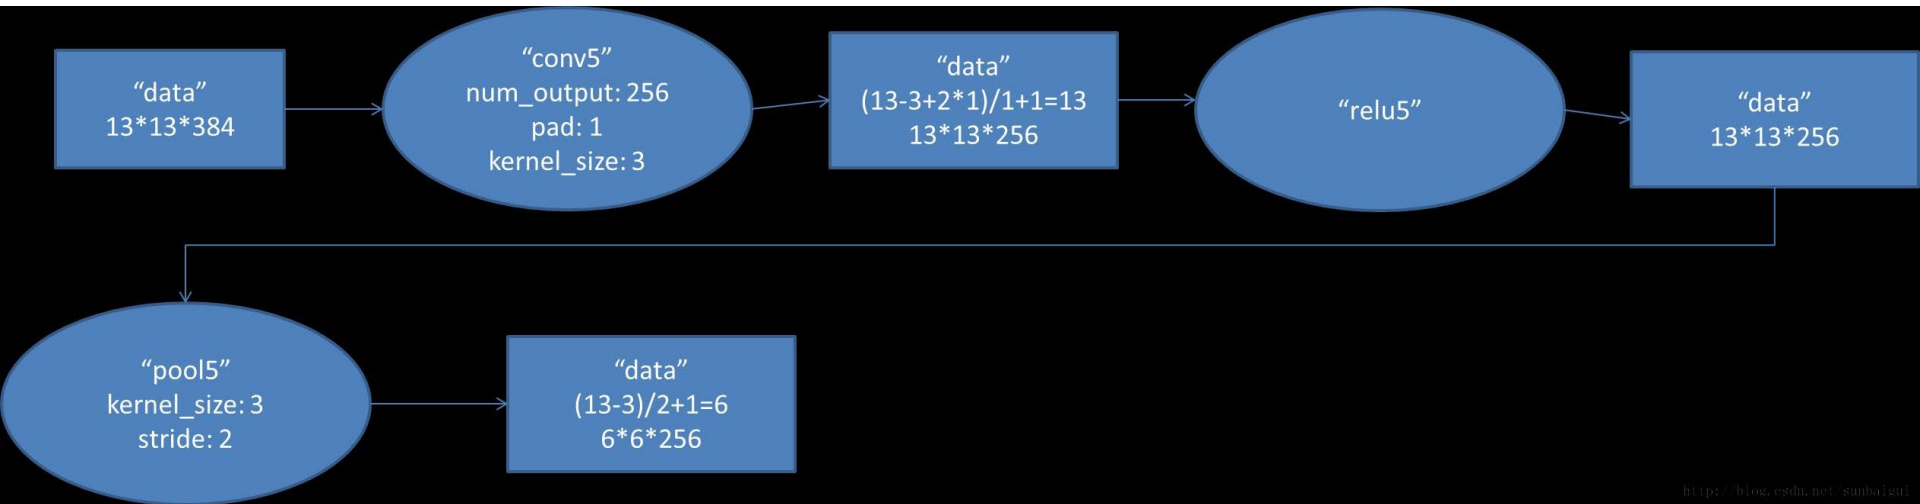 “data”
13*13*384
“conv5”
num_output: 256
pad: 1
kernel_size: 3
“data”
(13-3+2*1)/1+1=13
13*13*256
“relu5”
“data”
13*13*256
“pool5”
kernel_size: 3
stride: 2
“data”
(13-3)/2+1=6
6*6*256
http://blog.csdn.net/sunbaigui